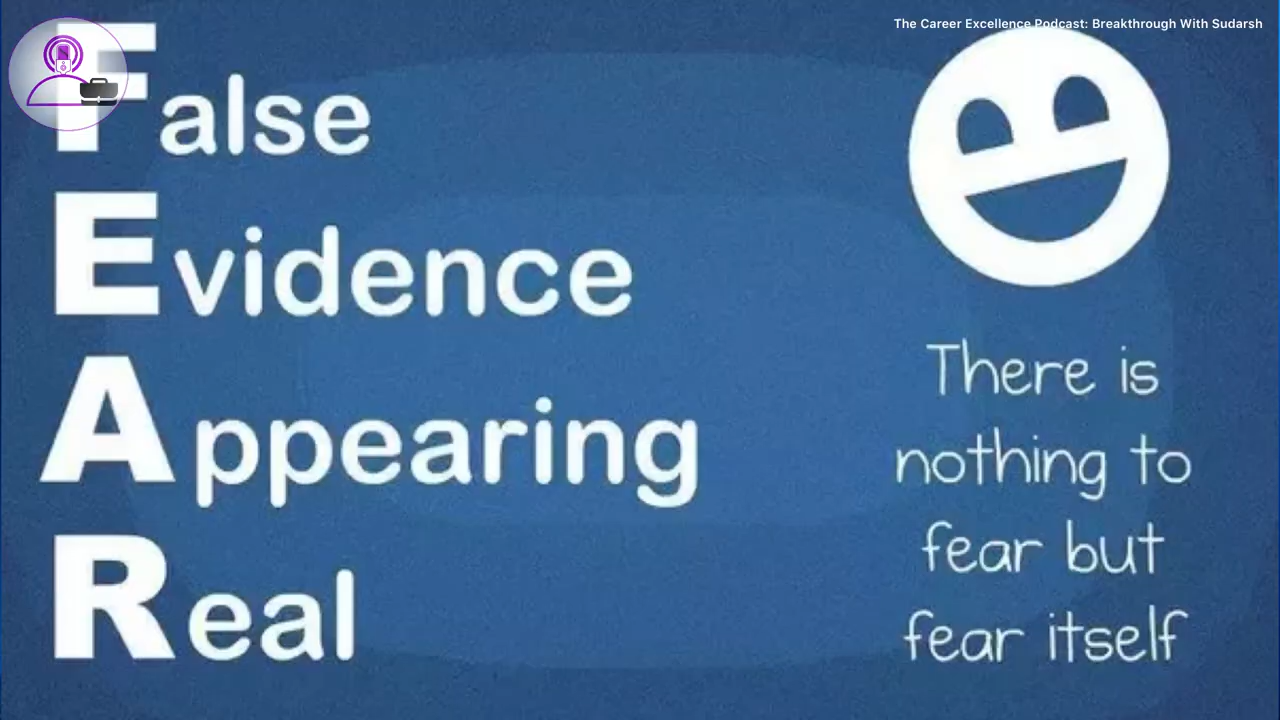 The Career Excellence Podcast: Breakthrough With Sudarsh
False
Evidence
Appearing
Real
There is
nothing to
fear but
fear itself